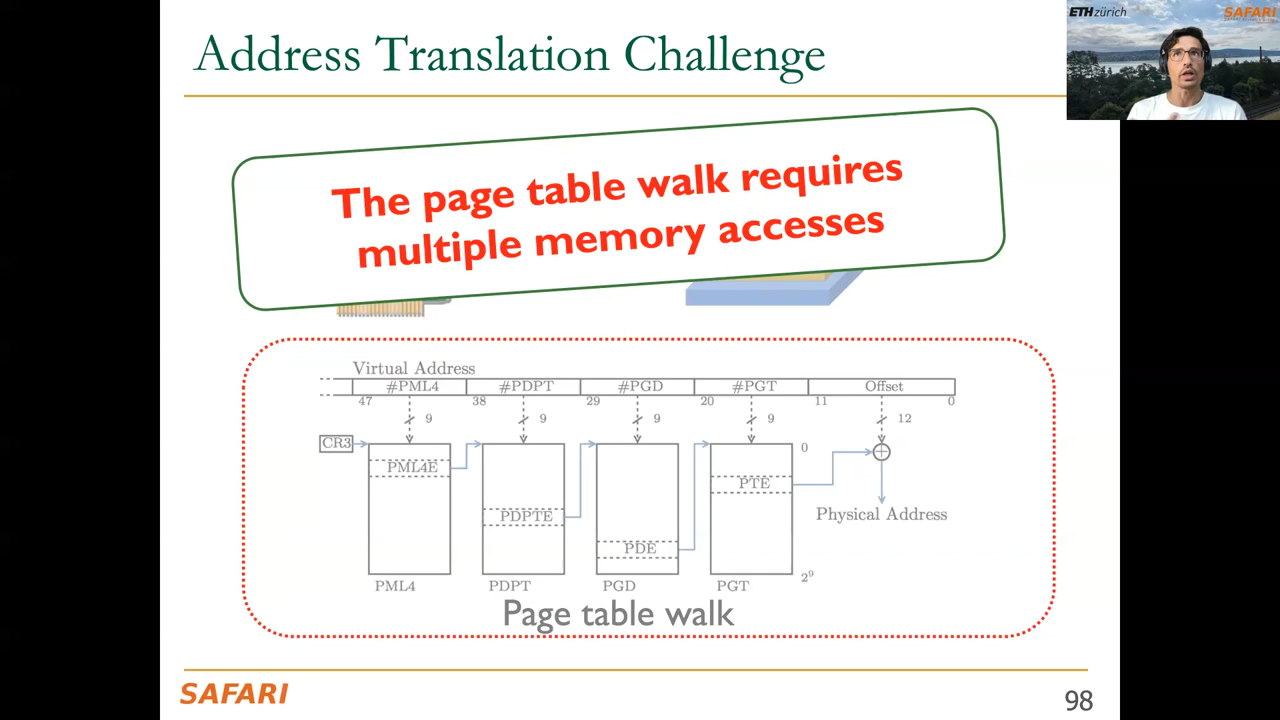 Address Translation Challenge
ETHzürich
SAFARI
The page table walk requires
multiple memory accesses
Virtual Address
#PML4 #PDPT #PGD #PGT Offset
47 38 29 20 11 0
9 9 9 9 12
CR3
0
PML4E
PDPTE
PDE
PTE
Physical Address
2⁹
PML4 PDPT PGD PGT
Page table walk
SAFARI
98